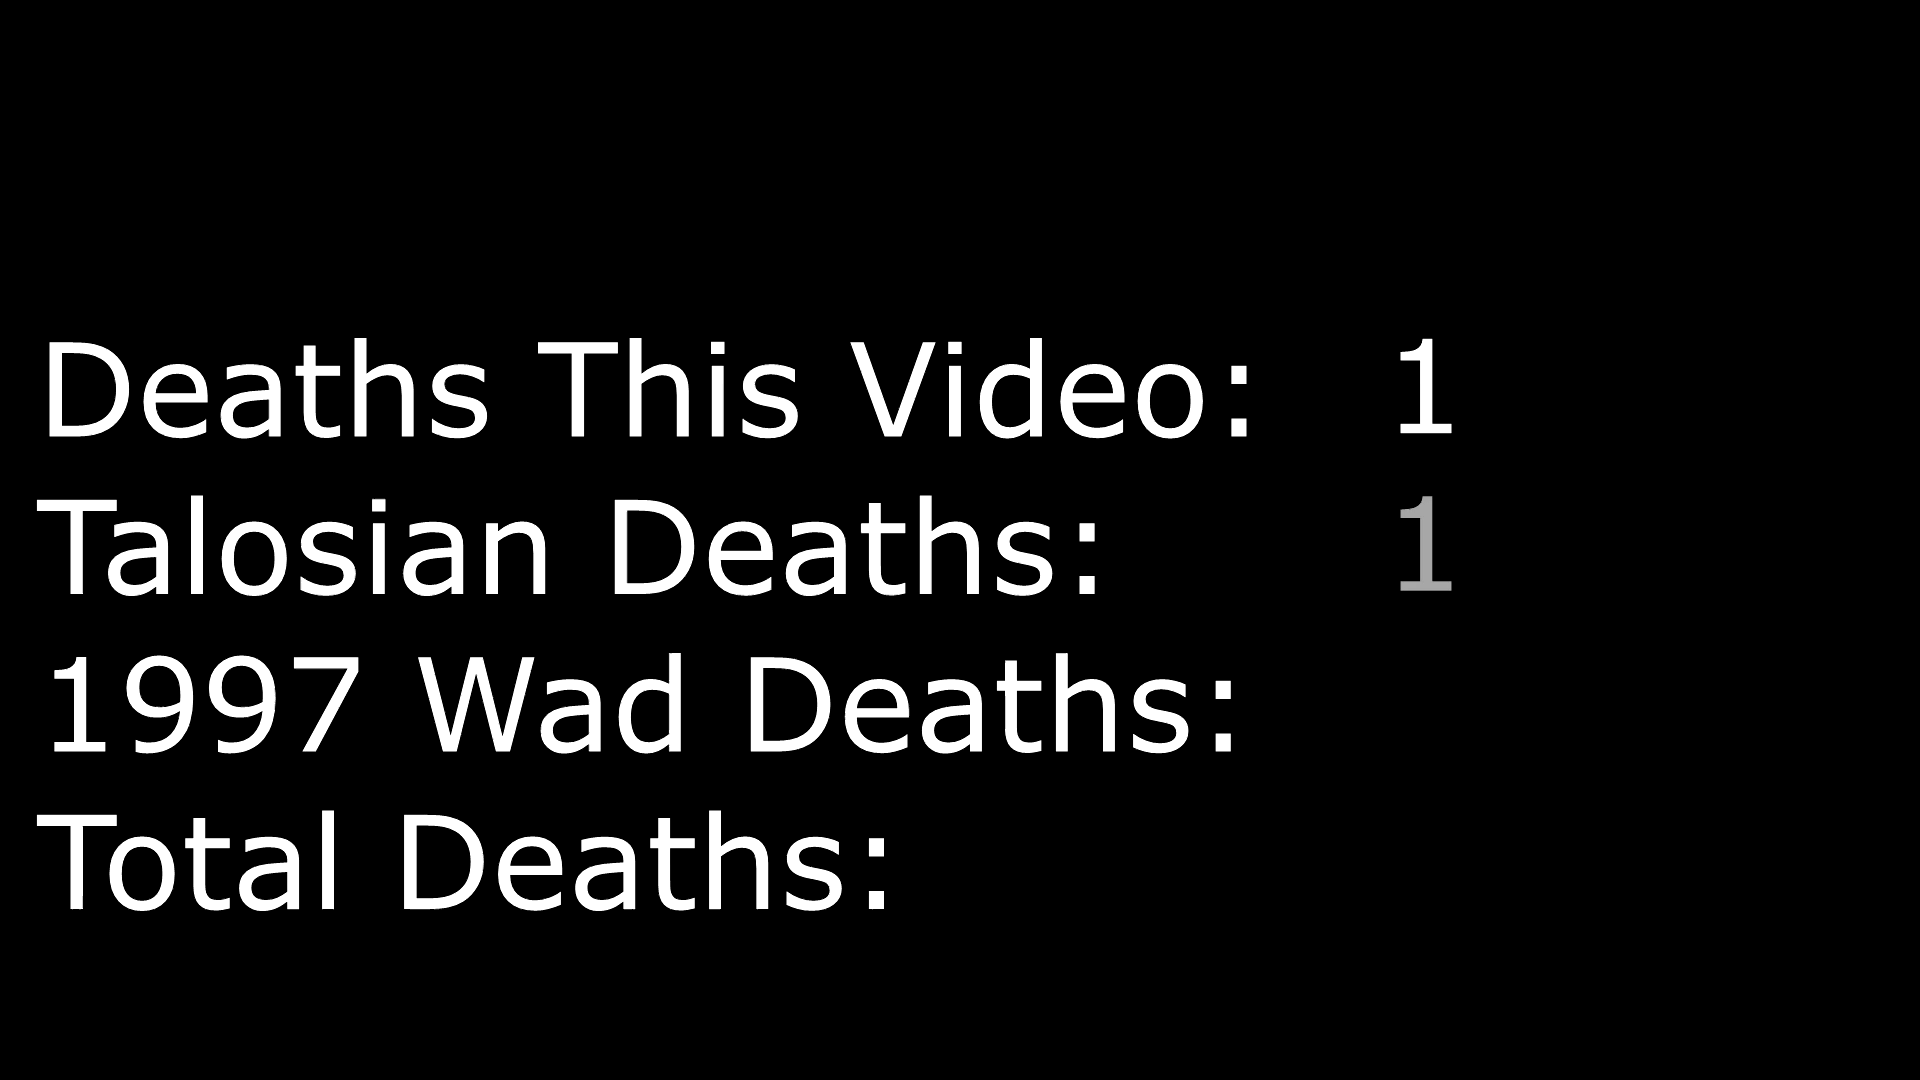 Deaths This Video: 1
Talosian Deaths: 1
1997 Wad Deaths:
Total Deaths: